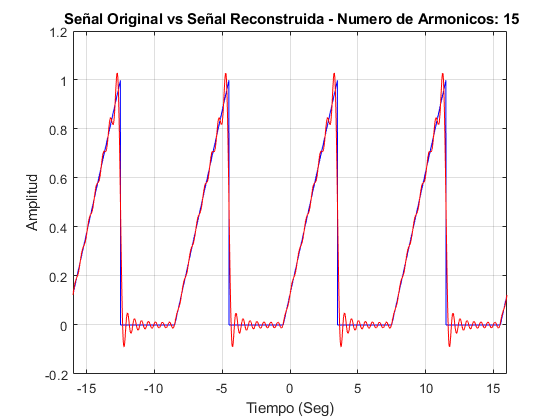 Señal Original vs Señal Reconstruida - Numero de Armonicos: 15
1.2
1
0.8
0.6
0.4
0.2
0
-0.2
Amplitud
-15 -10 -5 0 5 10 15
Tiempo (Seg)